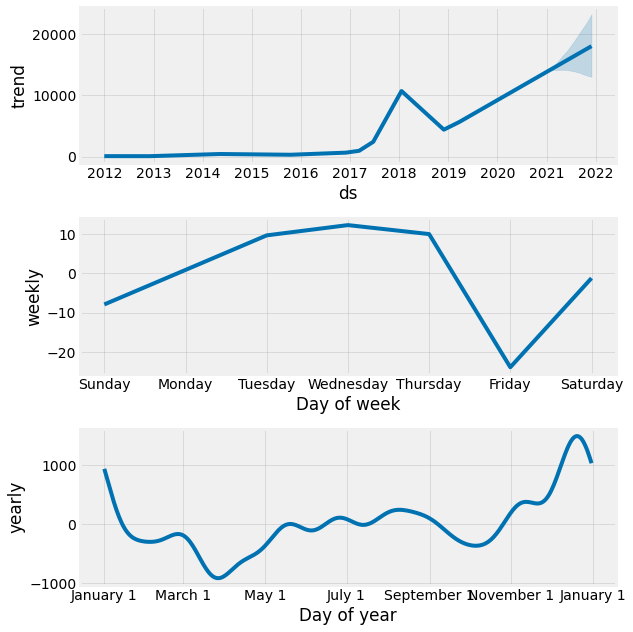 trend
20000
10000
0
2012 2013 2014 2015 2016 2017 2018 2019 2020 2021 2022
ds
weekly
10
0
−10
−20
Sunday Monday Tuesday Wednesday Thursday Friday Saturday
Day of week
yearly
1000
0
−1000
January 1 March 1 May 1 July 1 September 1 November 1 January 1
Day of year